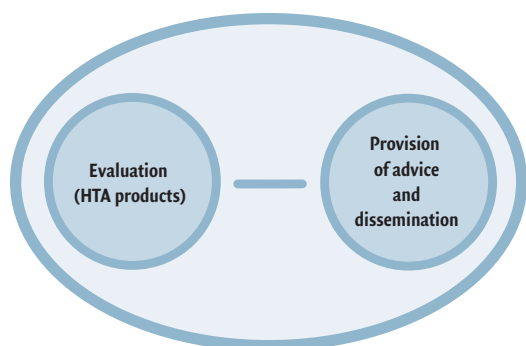 Evaluation
(HTA products)
Provision
of advice
and
dissemination